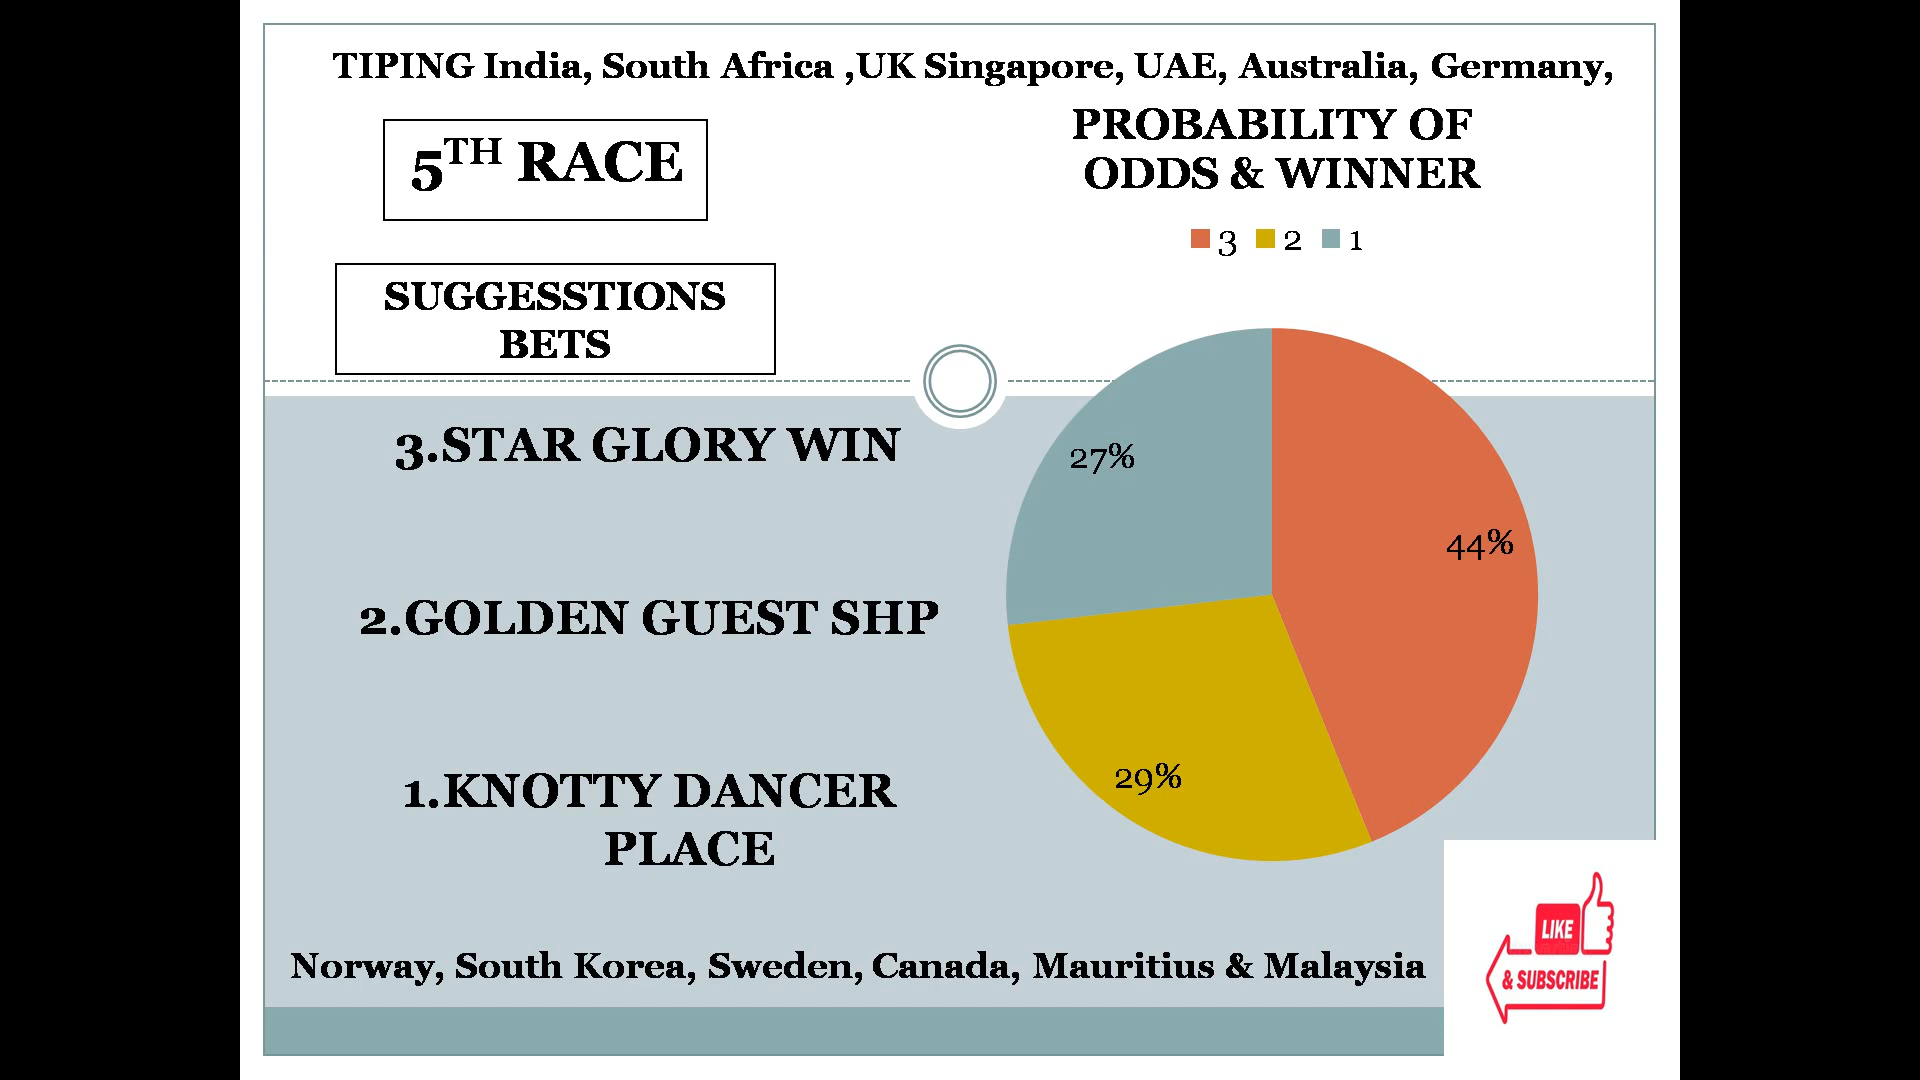 TIPING India, South Africa ,UK Singapore, UAE, Australia, Germany,
5TH RACE
PROBABILITY OF
ODDS & WINNER
3 2 1
SUGGESSTIONS
BETS
3.STAR GLORY WIN
27%
44%
2.GOLDEN GUEST SHP
29%
1.KNOTTY DANCER
PLACE
Norway, South Korea, Sweden, Canada, Mauritius & Malaysia
LIKE
& SUBSCRIBE